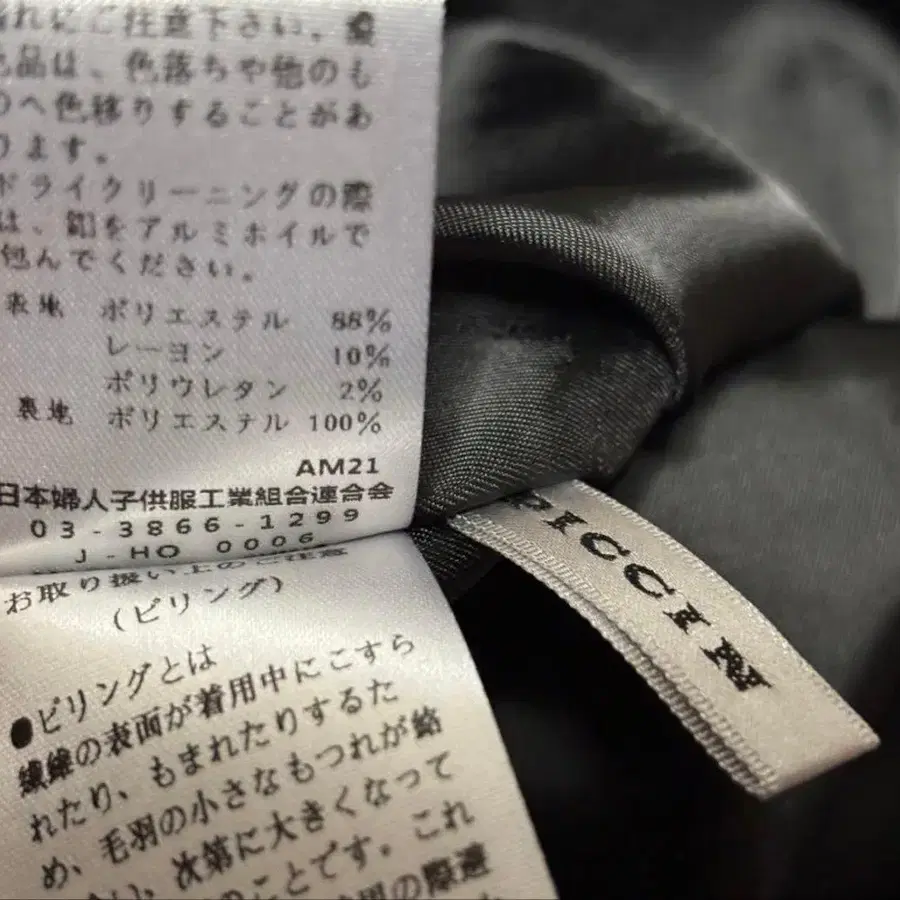 れにご注意下さい。濃
色品は、色落ちや他のも
のへ色移りすることがあ
ります。
ドライクリーニングの際
は、釦をアルミホイルで
包んでください。
表地 ポリエステル 88%
レーヨン 10%
ポリウレタン 2%
裏地 ポリエステル 100%
AM21
日本婦人子供服工業組合連合会
03-3866-1299
J-HO 0006
お取り扱い上のご注意
(ピリング)
●ピリングとは
繊維の表面が着用中にこすら
れたり、もまれたりするた
め、毛羽の小さなもつれが絡
い、次第に大きくなって
のことです。これ
の際避
PICCIN